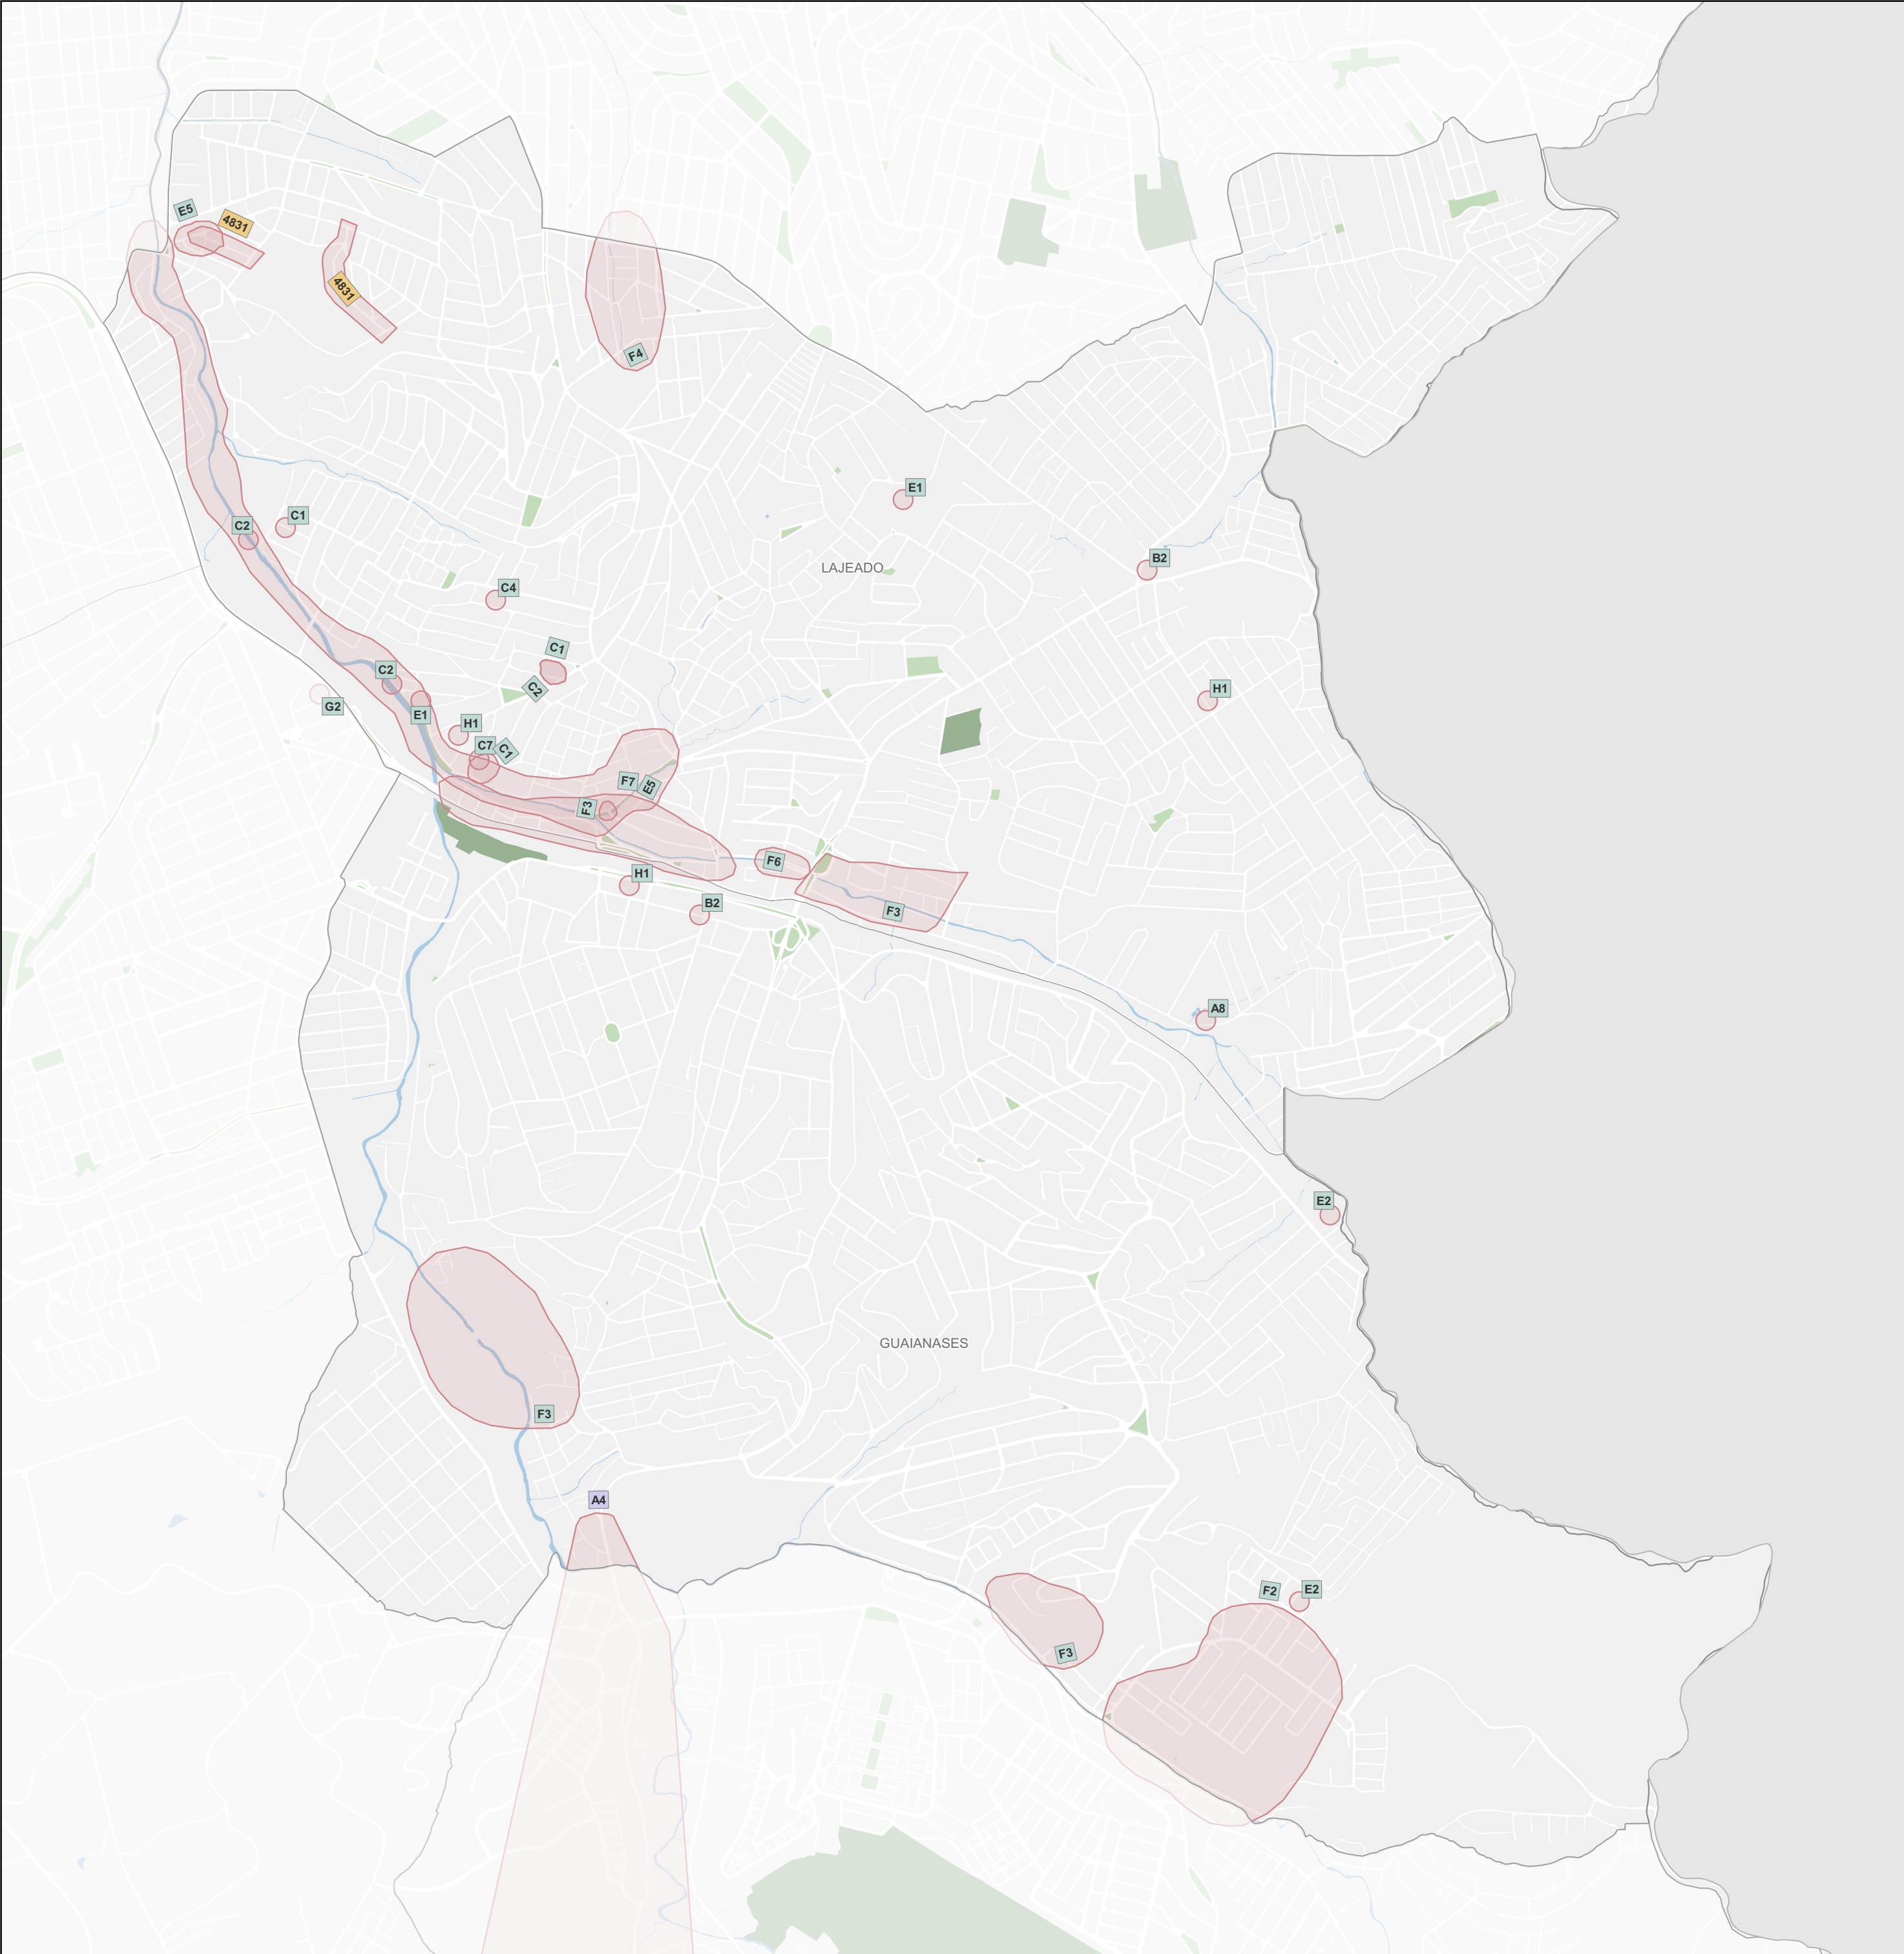 E5
4831
4831
F4
E1
C1
C2
B2
C4
C1
C2
C2
H1
G2
E1
H1
C7
C1
F7
E5
F3
F6
H1
B2
F3
LAJEADO
A8
E2
GUAIANASES
F3
A4
F2
E2
F3